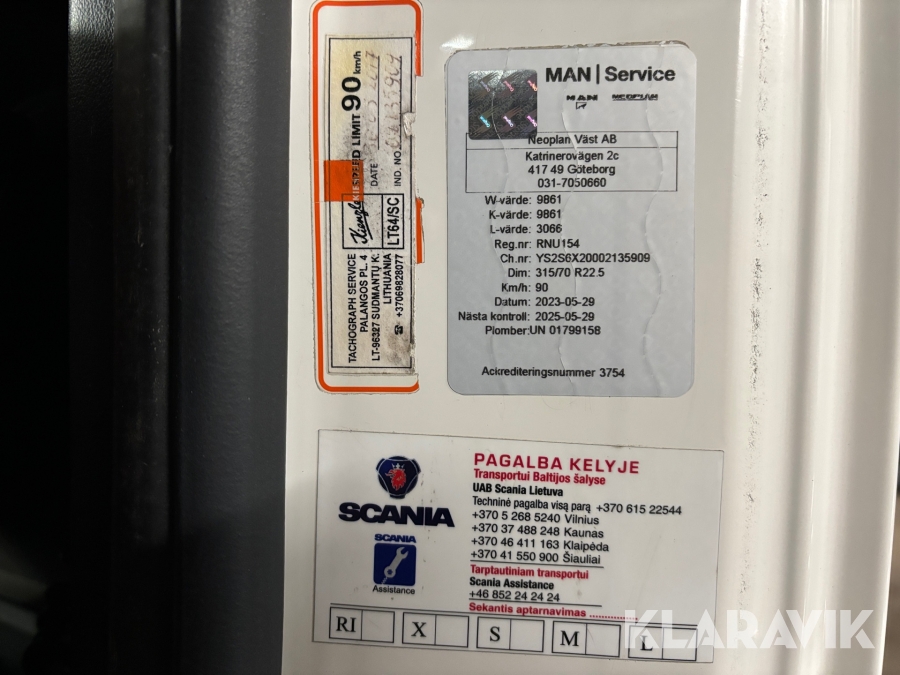 SPEED LIMIT 90 km/h
DATE
IND. NO
Kienzle
LT64/SC
TACHOGRAPH SERVICE
PALANGOS PL. 4
LT-96327 SUDMANTŲ K.
LITHUANIA
☎ +37069828077
MAN | Service
MAN NEOPLAN
Neoplan Väst AB
Katrinerovägen 2c
417 49 Göteborg
031-7050660
W-värde: 9861
K-värde: 9861
L-värde: 3066
Reg.nr: RNU154
Ch.nr: YS2S6X20002135909
Dim: 315/70 R22.5
Km/h: 90
Datum: 2023-05-29
Nästa kontroll: 2025-05-29
Plomber: UN 01799158
Ackrediteringsnummer 3754
SCANIA
SCANIA
Assistance
PAGALBA KELYJE
Transportui Baltijos šalyse
UAB Scania Lietuva
Techninė pagalba visą parą +370 615 22544
+370 5 268 5240 Vilnius
+370 37 488 248 Kaunas
+370 46 411 163 Klaipėda
+370 41 550 900 Šiauliai
Tarptautiniam transportui
Scania Assistance
+46 852 24 24 24
Sekantis aptarnavimas ..............
RI X S M L
KLARAVIK